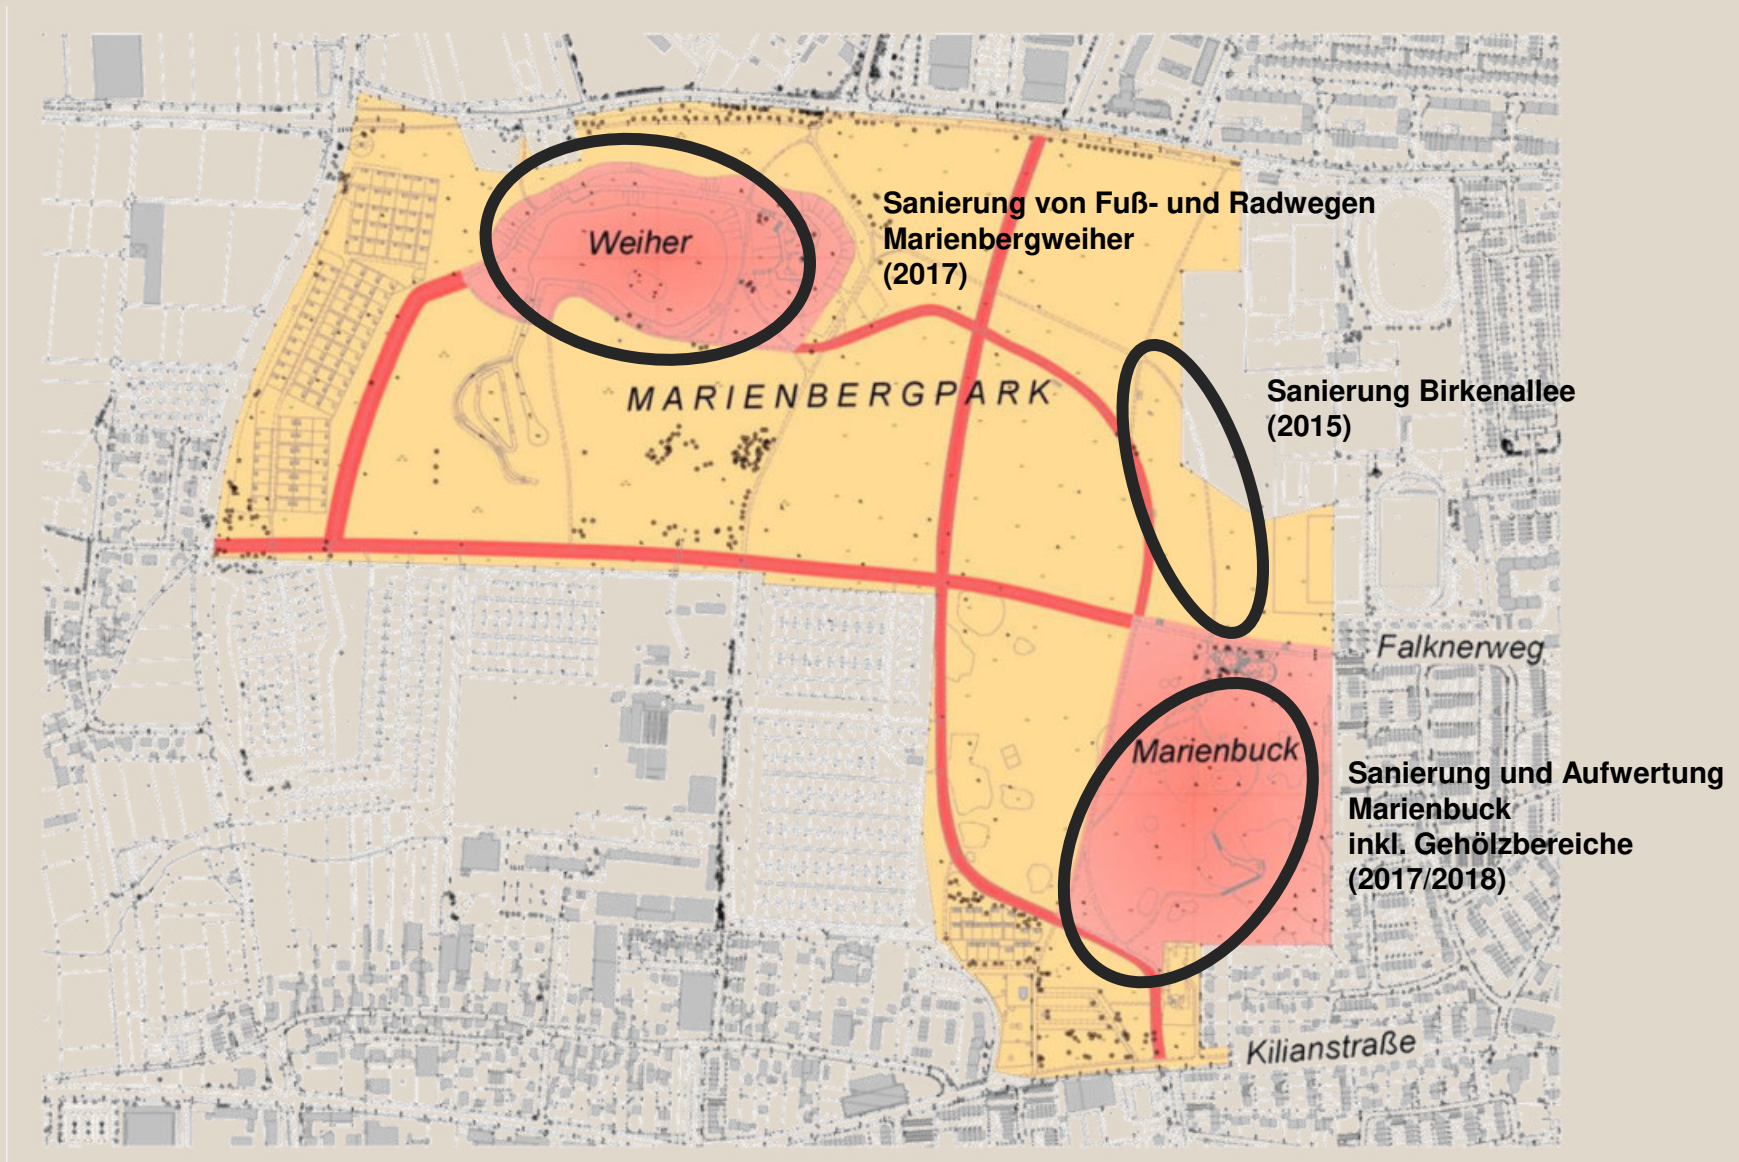 Weiher
Sanierung von Fuß- und Radwegen
Marienbergweiher
(2017)
MARIENBERGPARK
Sanierung Birkenallee
(2015)
Falknerweg
Marienbuck
Sanierung und Aufwertung
Marienbuck
inkl. Gehölzbereiche
(2017/2018)
Kilianstraße